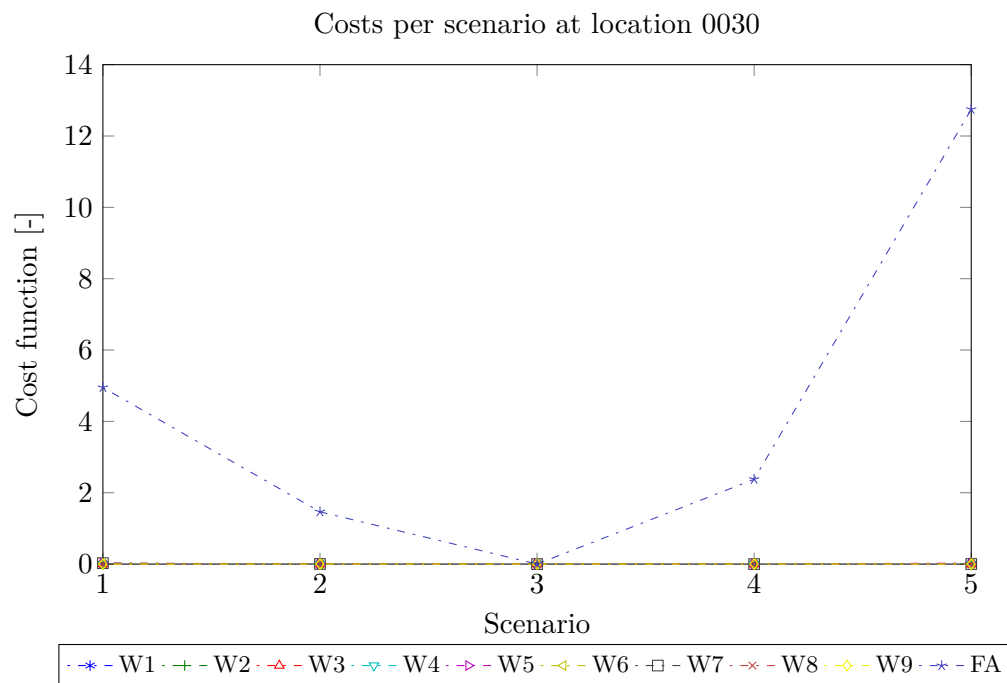 Costs per scenario at location 0030
14
12
10
8
6
4
2
0
Cost function [-]
1 2 3 4 5
Scenario
W1 W2 W3 W4 W5 W6 W7 W8 W9 FA